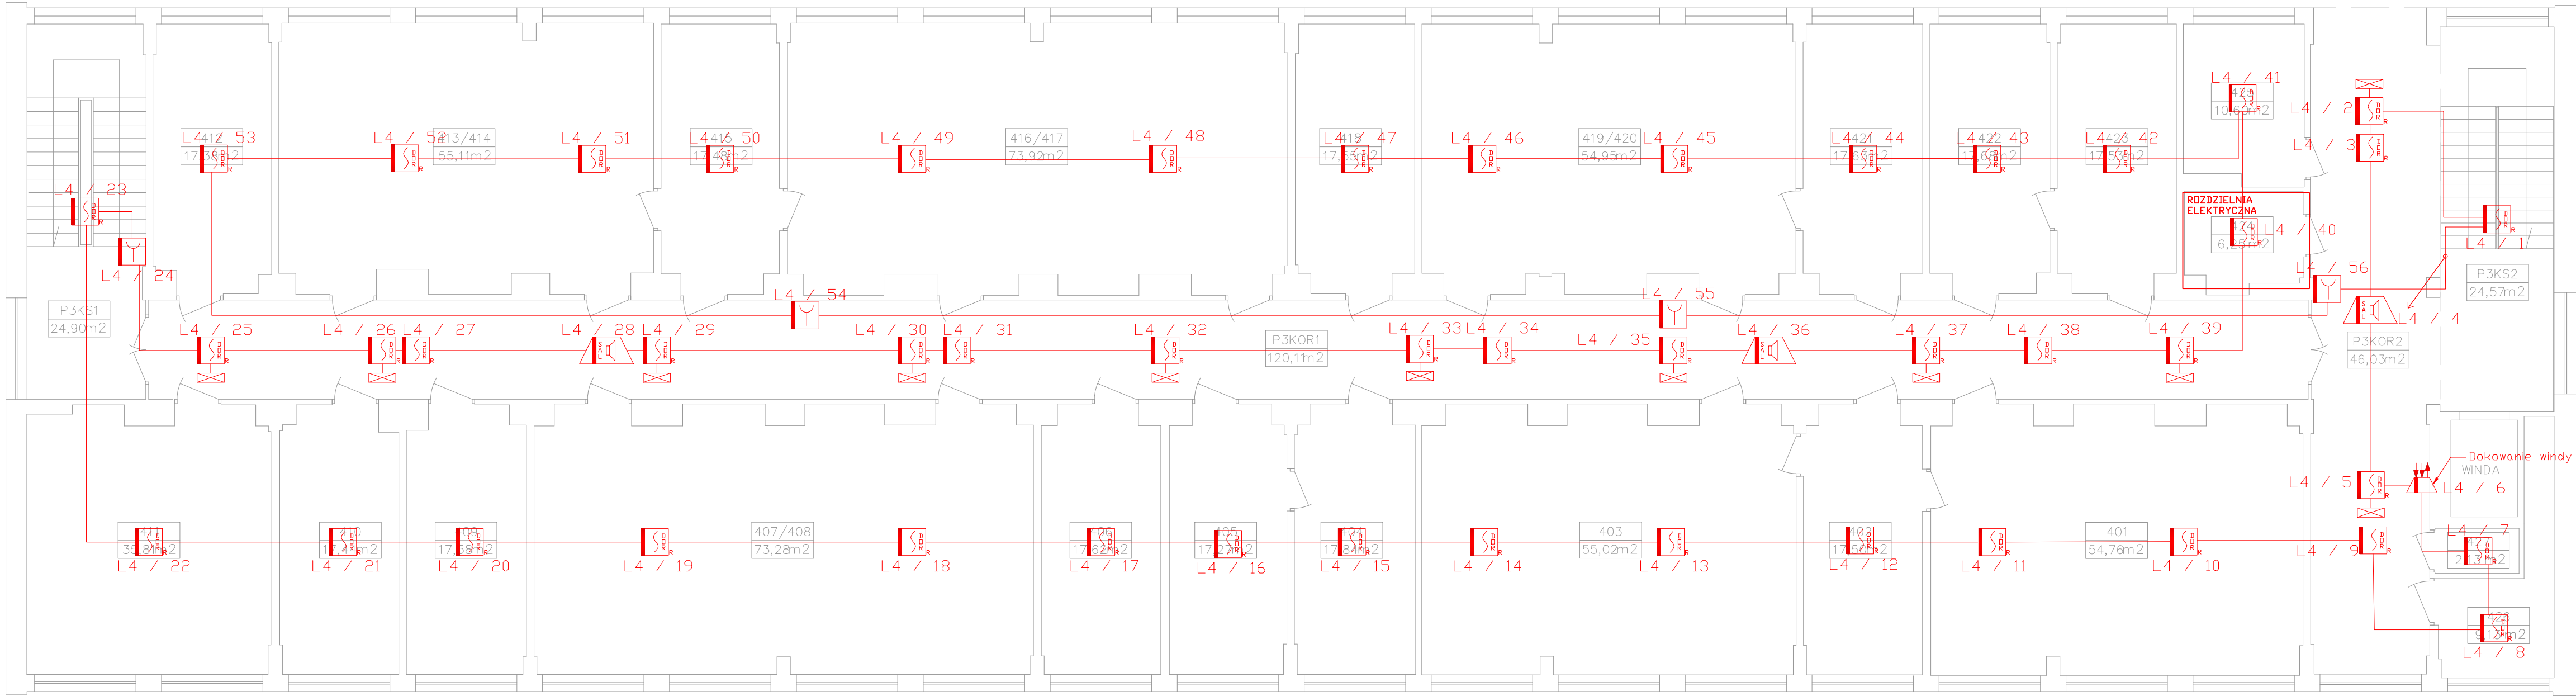 L4 / 41
10,60m2
L4 / 2
L4 / 53
L4 / 52
413/414
55,11m2
L4 / 51
L4 / 50
L4 / 49
416/417
73,92m2
L4 / 48
L4 / 47
L4 / 46
419/420
54,95m2
L4 / 45
L4 / 44
L4 / 43
422
L4 / 42
423
L4 / 3
L4 / 23
ROZDZIELNIA
ELEKTRYCZNA
L4 / 40
L4 / 1
L4 / 24
L4 / 56
P3KS2
24,57m2
P3KS1
24,90m2
L4 / 54
L4 / 55
L4 / 4
L4 / 25
L4 / 26
L4 / 27
L4 / 28
L4 / 29
L4 / 30
L4 / 31
L4 / 32
P3KOR1
120,11m2
L4 / 33
L4 / 34
L4 / 35
L4 / 36
L4 / 37
L4 / 38
L4 / 39
P3KOR2
46,03m2
SAL
SAL
SAL
Dokowanie windy
WINDA
L4 / 5
L4 / 6
407/408
73,28m2
403
55,02m2
401
54,76m2
L4 / 7
L4 / 9
L4 / 22
L4 / 21
L4 / 20
L4 / 19
L4 / 18
L4 / 17
L4 / 16
L4 / 15
L4 / 14
L4 / 13
L4 / 12
L4 / 11
L4 / 10
L4 / 8